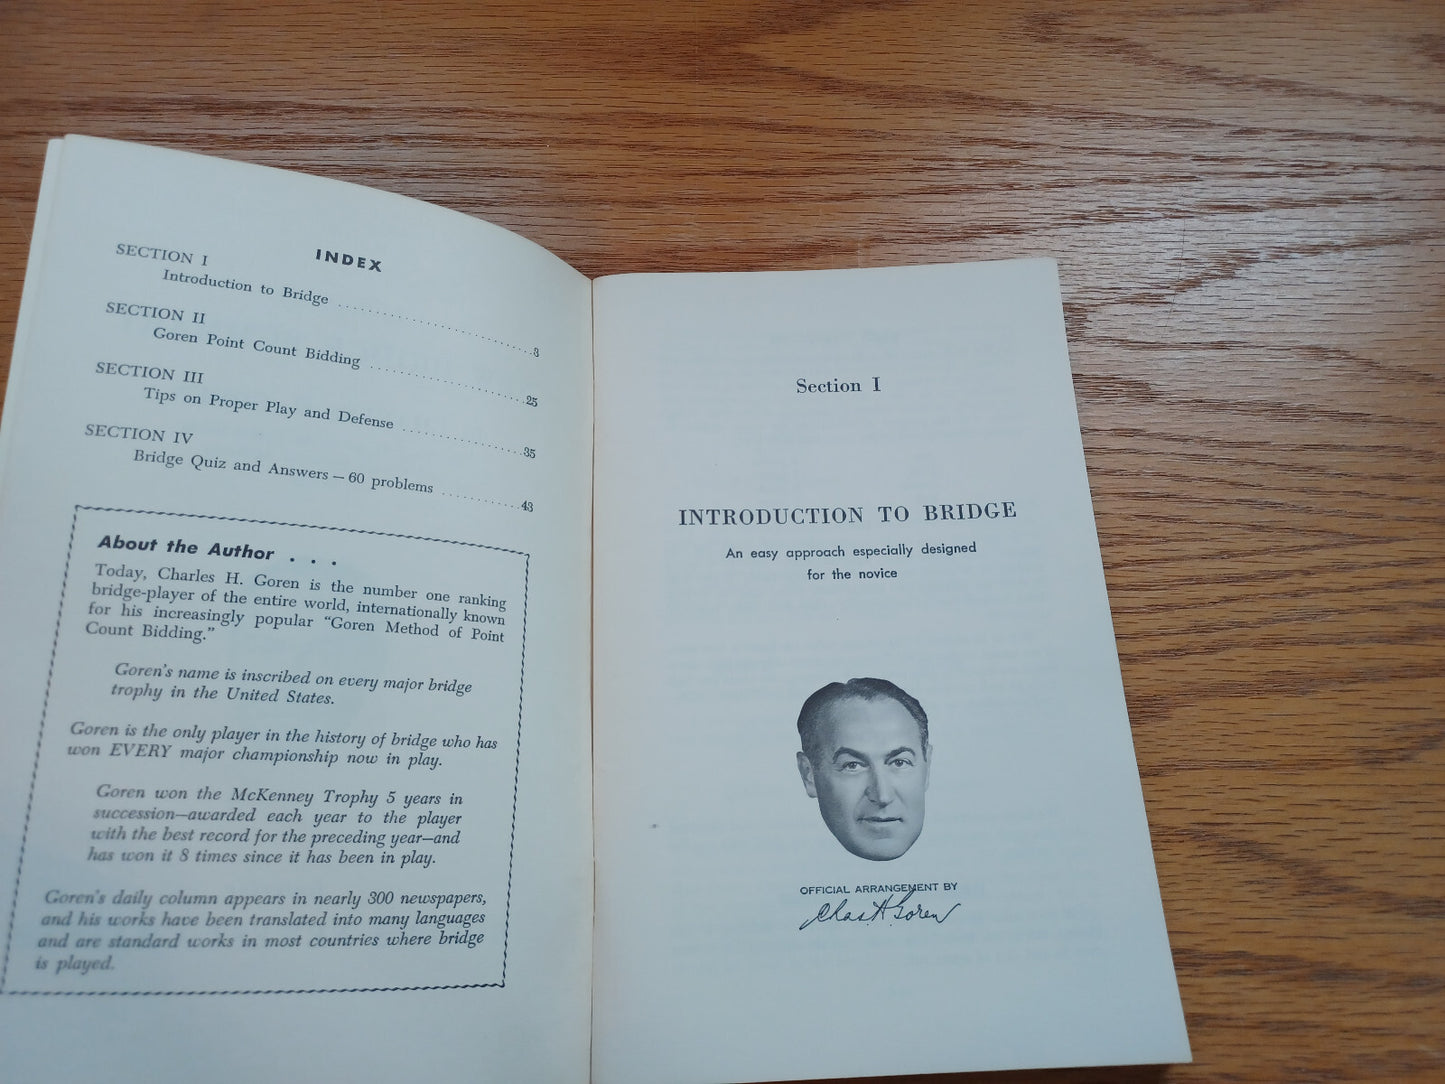 INDEX
SECTION I
Introduction to Bridge . . . . . . . . . . . . . . . . . . . . . . . . . . . 3
SECTION II
Goren Point Count Bidding . . . . . . . . . . . . . . . . . . . . . 25
SECTION III
Tips on Proper Play and Defense . . . . . . . . . . . . . . . . 35
SECTION IV
Bridge Quiz and Answers — 60 problems . . . . . . . . . . 43
About the Author . . .
Today, Charles H. Goren is the number one ranking
bridge-player of the entire world, internationally known
for his increasingly popular “Goren Method of Point
Count Bidding.”
Goren's name is inscribed on every major bridge
trophy in the United States.
Goren is the only player in the history of bridge who has
won EVERY major championship now in play.
Goren won the McKenney Trophy 5 years in
succession—awarded each year to the player
with the best record for the preceding year—and
has won it 8 times since it has been in play.
Goren's daily column appears in nearly 300 newspapers,
and his works have been translated into many languages
and are standard works in most countries where bridge
is played.
Section I
INTRODUCTION TO BRIDGE
An easy approach especially designed
for the novice
OFFICIAL ARRANGEMENT BY
Chas H. Goren